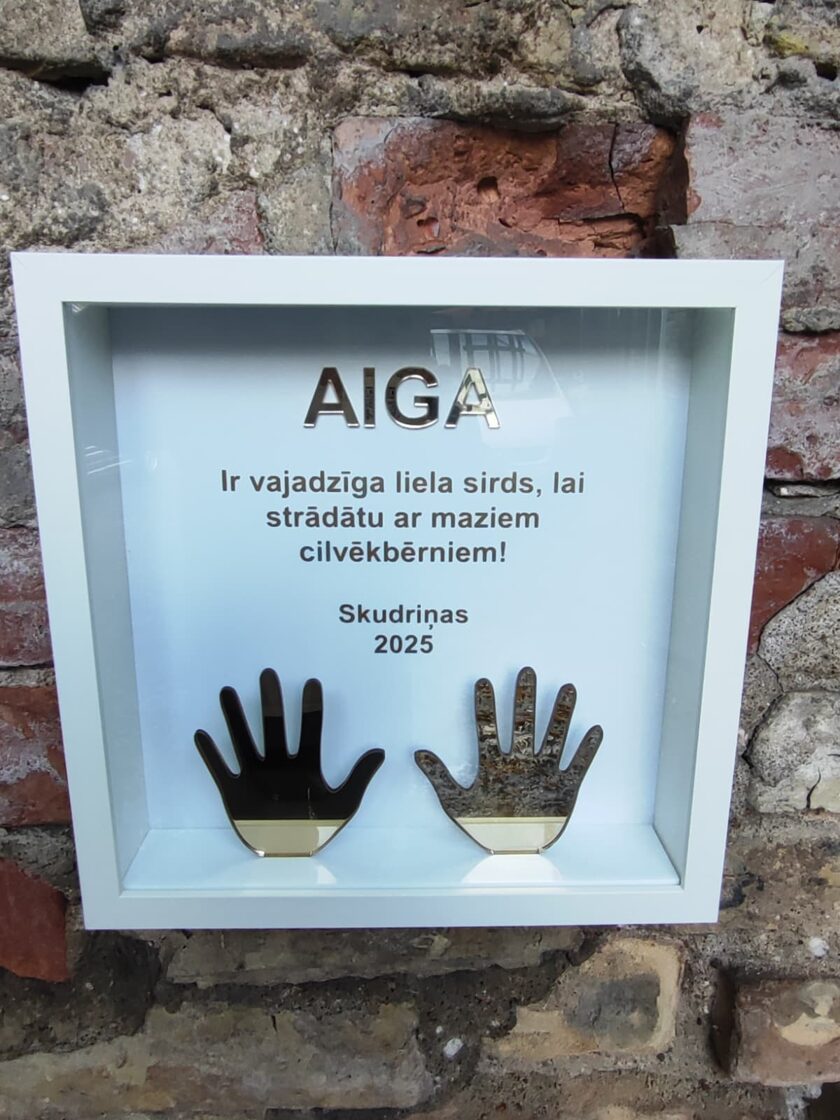 AIGA
Ir vajadzīga liela sirds, lai
strādātu ar maziem
cilvēkbērniem!
Skudriņas
2025